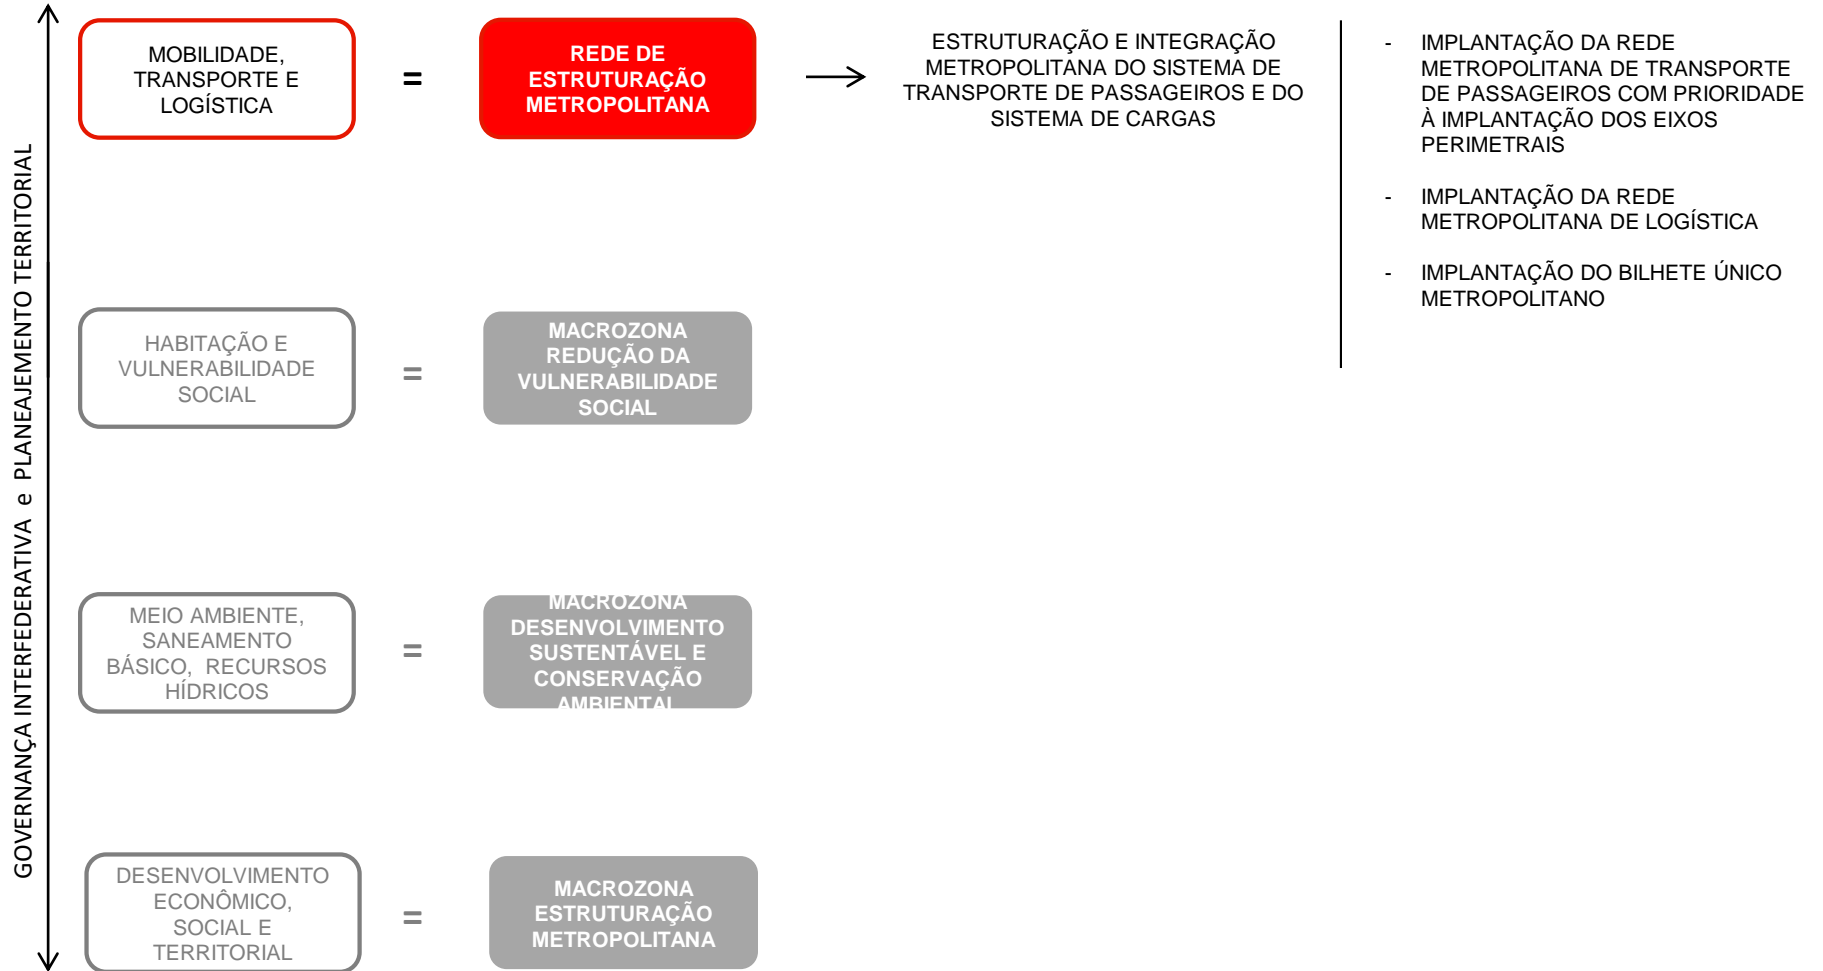 GOVERNANÇA INTERFEDERATIVA e PLANEAJEMENTO TERRITORIAL
MOBILIDADE,
TRANSPORTE E
LOGÍSTICA
=
REDE DE
ESTRUTURAÇÃO
METROPOLITANA
ESTRUTURAÇÃO E INTEGRAÇÃO
METROPOLITANA DO SISTEMA DE
TRANSPORTE DE PASSAGEIROS E DO
SISTEMA DE CARGAS
- IMPLANTAÇÃO DA REDE
METROPOLITANA DE TRANSPORTE
DE PASSAGEIROS COM PRIORIDADE
À IMPLANTAÇÃO DOS EIXOS
PERIMETRAIS
- IMPLANTAÇÃO DA REDE
METROPOLITANA DE LOGÍSTICA
- IMPLANTAÇÃO DO BILHETE ÚNICO
METROPOLITANO
HABITAÇÃO E
VULNERABILIDADE
SOCIAL
=
MACROZONA
REDUÇÃO DA
VULNERABILIDADE
SOCIAL
MEIO AMBIENTE,
SANEAMENTO
BÁSICO, RECURSOS
HÍDRICOS
=
MACROZONA
DESENVOLVIMENTO
SUSTENTÁVEL E
CONSERVAÇÃO
AMBIENTAL
DESENVOLVIMENTO
ECONÔMICO,
SOCIAL E
TERRITORIAL
=
MACROZONA
ESTRUTURAÇÃO
METROPOLITANA